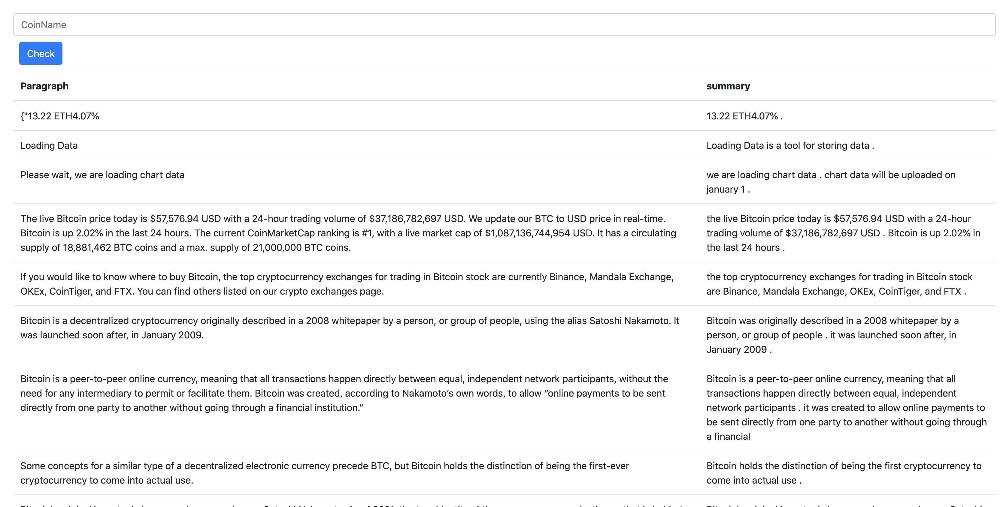 CoinName
Check
Paragraph
summary
{"13.22 ETH4.07%
13.22 ETH4.07% .
Loading Data
Loading Data is a tool for storing data .
Please wait, we are loading chart data
we are loading chart data . chart data will be uploaded on
january 1 .
The live Bitcoin price today is $57,576.94 USD with a 24-hour trading volume of $37,186,782,697 USD. We update our BTC to USD price in real-time.
Bitcoin is up 2.02% in the last 24 hours. The current CoinMarketCap ranking is #1, with a live market cap of $1,087,136,744,954 USD. It has a circulating
supply of 18,881,462 BTC coins and a max. supply of 21,000,000 BTC coins.
the live Bitcoin price today is $57,576.94 USD with a 24-hour
trading volume of $37,186,782,697 USD . Bitcoin is up 2.02% in
the last 24 hours .
If you would like to know where to buy Bitcoin, the top cryptocurrency exchanges for trading in Bitcoin stock are currently Binance, Mandala Exchange,
OKEx, CoinTiger, and FTX. You can find others listed on our crypto exchanges page.
the top cryptocurrency exchanges for trading in Bitcoin stock
are Binance, Mandala Exchange, OKEx, CoinTiger, and FTX .
Bitcoin is a decentralized cryptocurrency originally described in a 2008 whitepaper by a person, or group of people, using the alias Satoshi Nakamoto. It
was launched soon after, in January 2009.
Bitcoin was originally described in a 2008 whitepaper by a
person, or group of people . it was launched soon after, in
January 2009 .
Bitcoin is a peer-to-peer online currency, meaning that all transactions happen directly between equal, independent network participants, without the
need for any intermediary to permit or facilitate them. Bitcoin was created, according to Nakamoto’s own words, to allow “online payments to be sent
directly from one party to another without going through a financial institution.”
Bitcoin is a peer-to-peer online currency, meaning that all
transactions happen directly between equal, independent
network participants . it was created to allow online payments to
be sent directly from one party to another without going through
a financial
Some concepts for a similar type of a decentralized electronic currency precede BTC, but Bitcoin holds the distinction of being the first-ever
cryptocurrency to come into actual use.
Bitcoin holds the distinction of being the first cryptocurrency to
come into actual use .